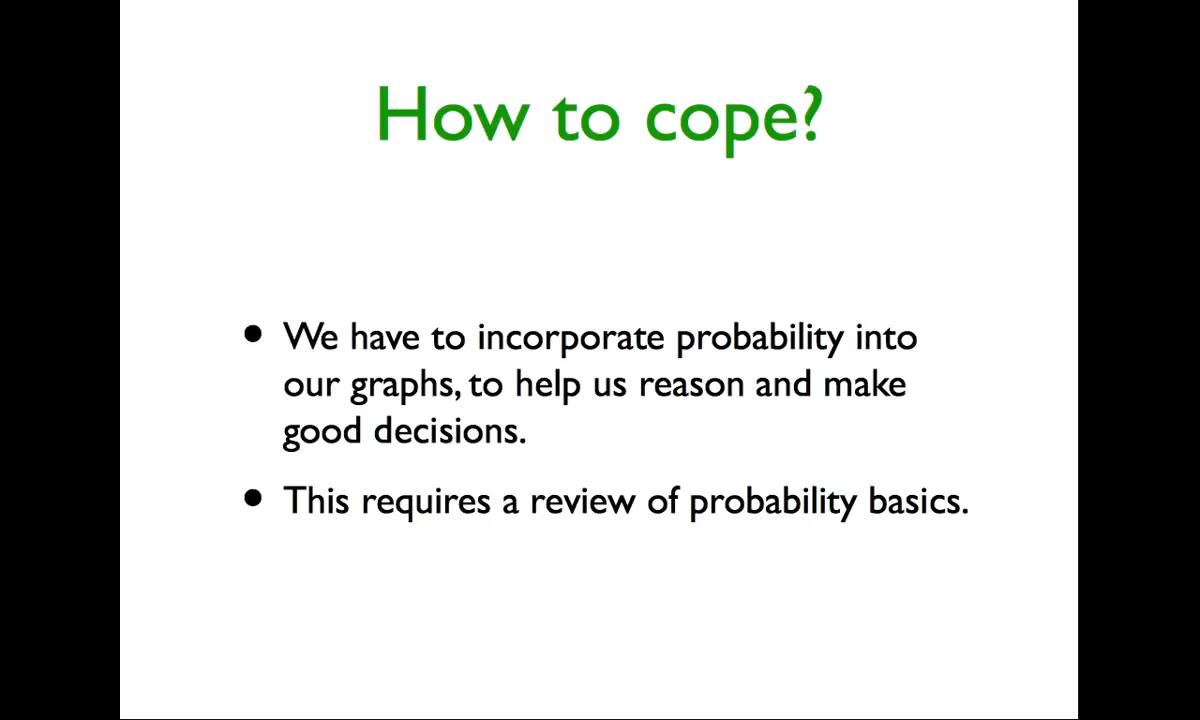 How to cope?
• We have to incorporate probability into
our graphs, to help us reason and make
good decisions.
• This requires a review of probability basics.